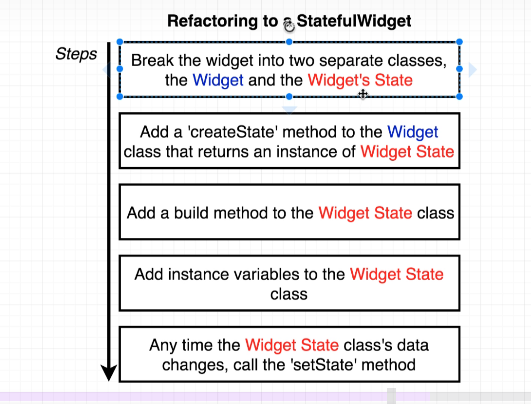 Refactoring to a StatefulWidget
Steps
Break the widget into two separate classes,
the Widget and the Widget's State
Add a 'createState' method to the Widget
class that returns an instance of Widget State
Add a build method to the Widget State class
Add instance variables to the Widget State
class
Any time the Widget State class's data
changes, call the 'setState' method